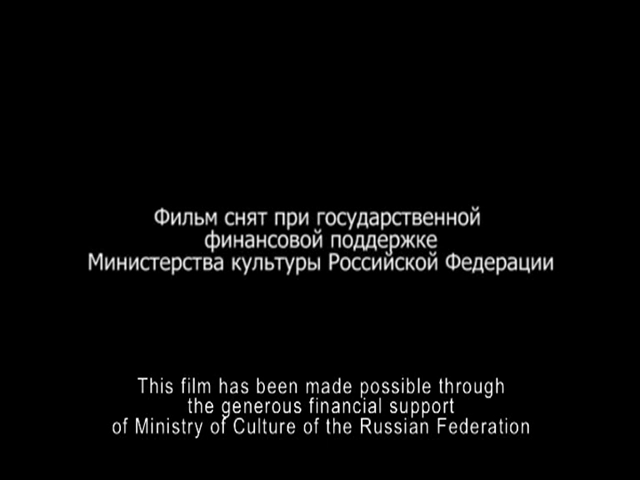 Фильм снят при государственной
финансовой поддержке
Министерства культуры Российской Федерации
This film has been made possible through
the generous financial support
of Ministry of Culture of the Russian Federation